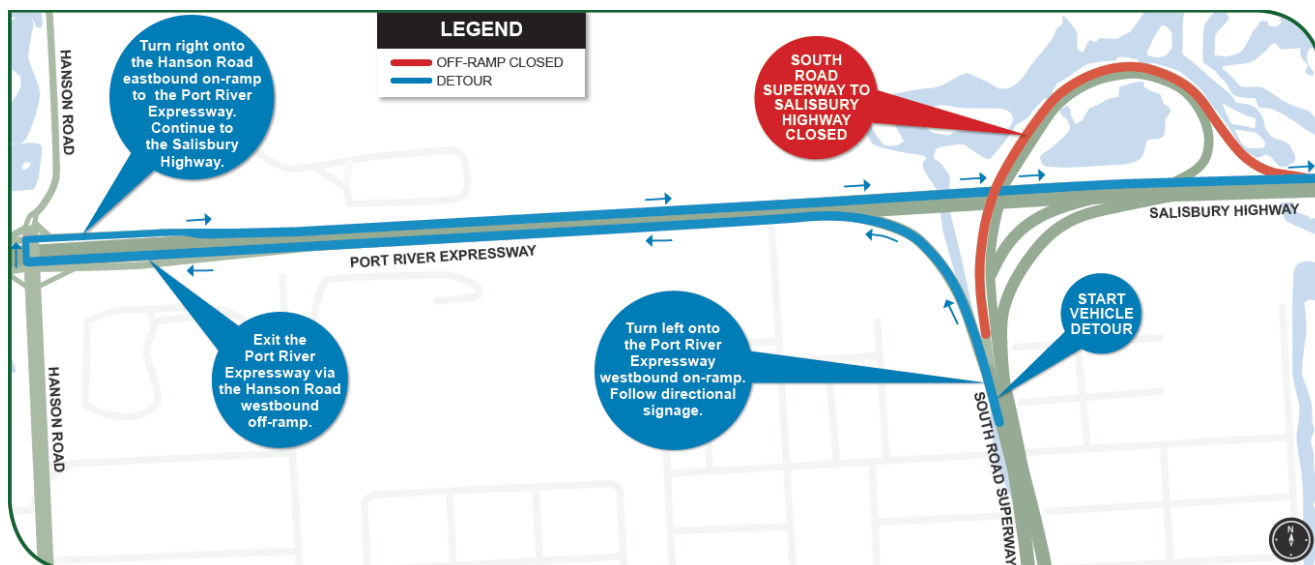 HANSON ROAD
Turn right onto
the Hanson Road
eastbound on-ramp
to the Port River
Expressway.
Continue to
the Salisbury
Highway.
LEGEND
OFF-RAMP CLOSED
DETOUR
SOUTH
ROAD
SUPERWAY TO
SALISBURY
HIGHWAY
CLOSED
SALISBURY HIGHWAY
PORT RIVER EXPRESSWAY
Exit the
Port River
Expressway via
the Hanson Road
westbound
off-ramp.
Turn left onto
the Port River
Expressway
westbound on-ramp.
Follow directional
signage.
START
VEHICLE
DETOUR
HANSON ROAD
SOUTH ROAD SUPERWAY
N